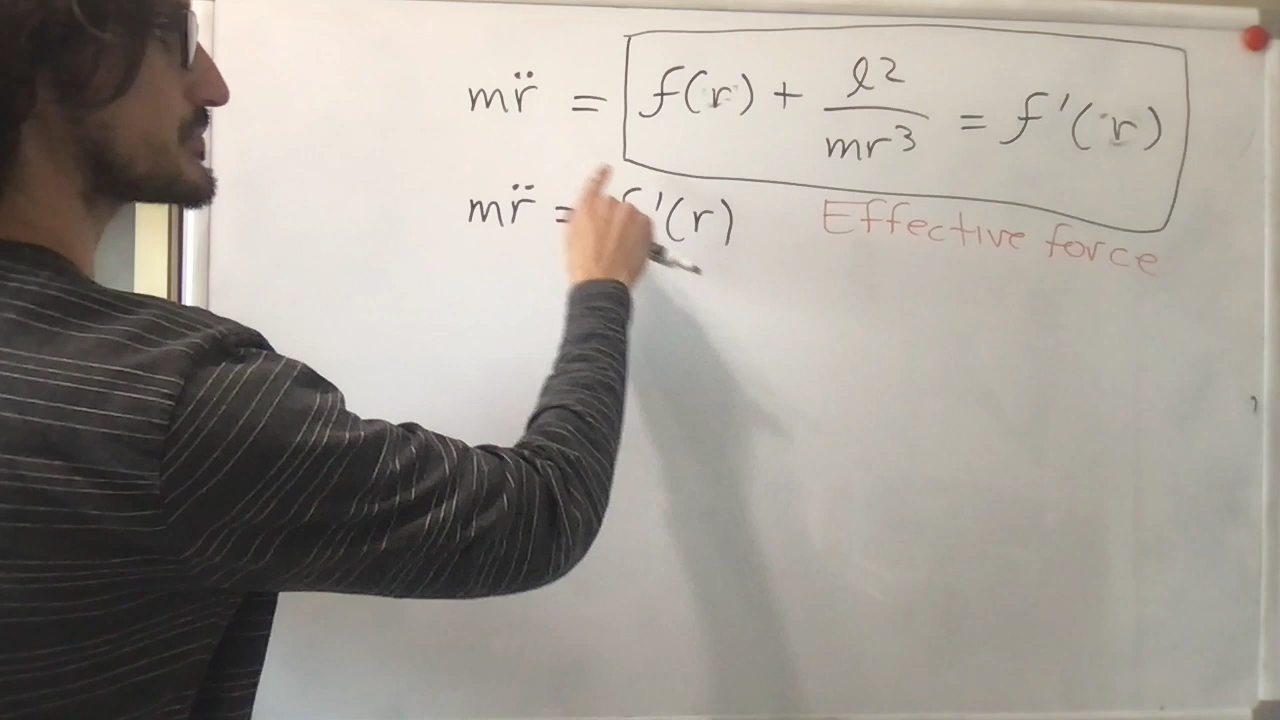 mr̈ = f(r) + ℓ²/mr³ = f'(r)
mr̈ = f'(r)
Effective force